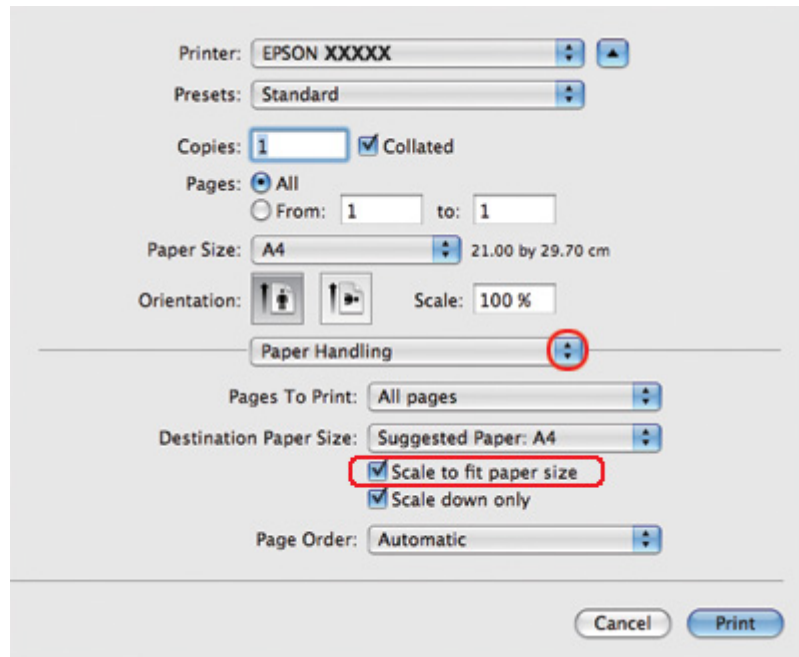 Printer: EPSON XXXXX
Presets: Standard
Copies: 1 Collated
Pages: All
From: 1 to: 1
Paper Size: A4 21.00 by 29.70 cm
Orientation: Scale: 100 %
Paper Handling
Pages To Print: All pages
Destination Paper Size: Suggested Paper: A4
Scale to fit paper size
Scale down only
Page Order: Automatic
Cancel Print